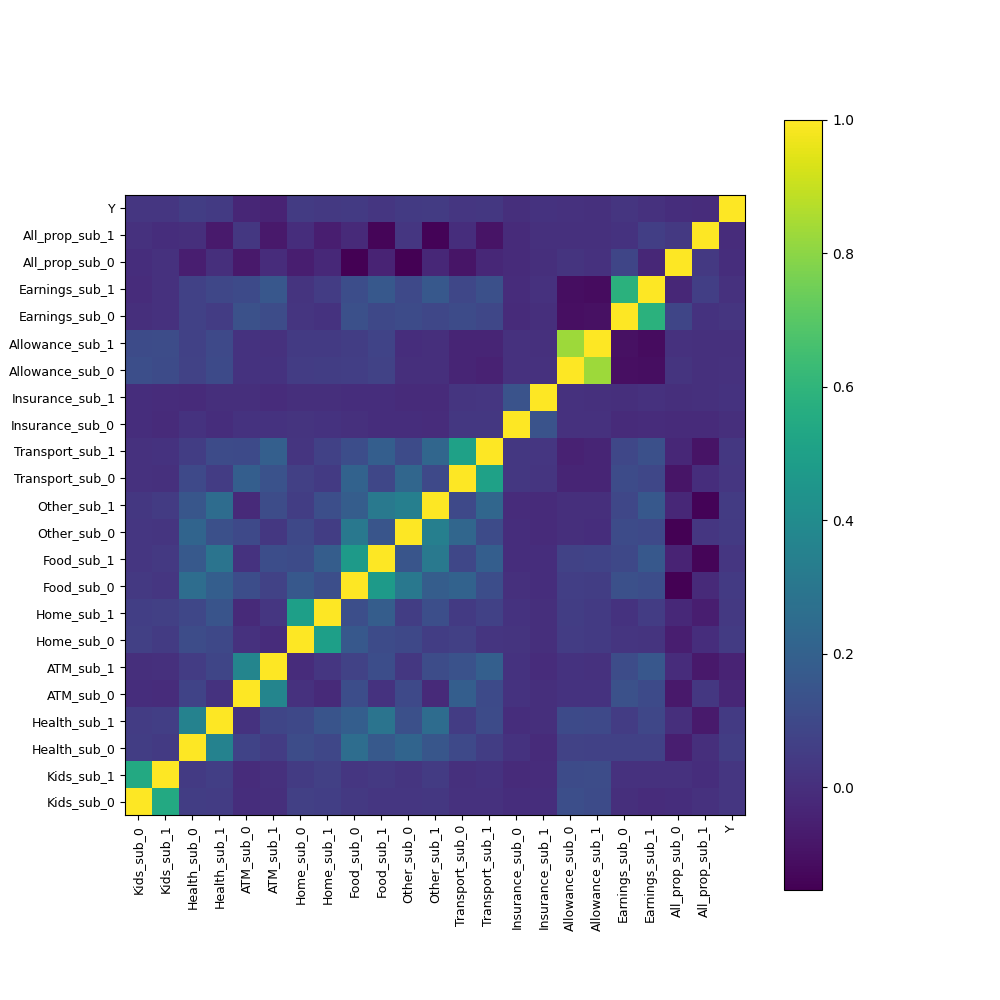 Y
All_prop_sub_1
All_prop_sub_0
Earnings_sub_1
Earnings_sub_0
Allowance_sub_1
Allowance_sub_0
Insurance_sub_1
Insurance_sub_0
Transport_sub_1
Transport_sub_0
Other_sub_1
Other_sub_0
Food_sub_1
Food_sub_0
Home_sub_1
Home_sub_0
ATM_sub_1
ATM_sub_0
Health_sub_1
Health_sub_0
Kids_sub_1
Kids_sub_0
Kids_sub_0
Kids_sub_1
Health_sub_0
Health_sub_1
ATM_sub_0
ATM_sub_1
Home_sub_0
Home_sub_1
Food_sub_0
Food_sub_1
Other_sub_0
Other_sub_1
Transport_sub_0
Transport_sub_1
Insurance_sub_0
Insurance_sub_1
Allowance_sub_0
Allowance_sub_1
Earnings_sub_0
Earnings_sub_1
All_prop_sub_0
All_prop_sub_1
Y
1.0
0.8
0.6
0.4
0.2
0.0